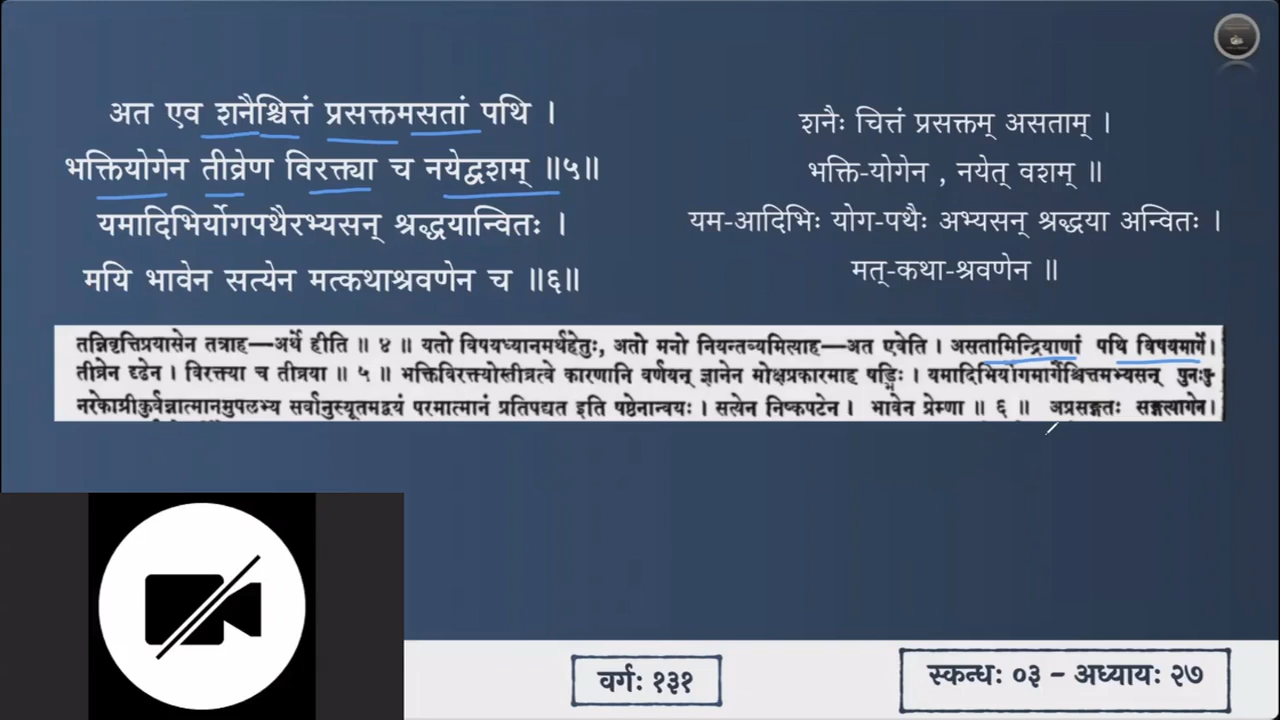 अत एव शनैश्चित्तं प्रसक्तमसतां पथि ।
भक्तियोगेन तीव्रेण विरक्त्या च नयेद्वशम् ॥५॥
यमादिभिर्योगपथैरभ्यसन् श्रद्धयान्वितः ।
मयि भावेन सत्येन मत्कथाश्रवणेन च ॥६॥
शनैः चित्तं प्रसक्तम् असताम् ।
भक्ति-योगेन , नयेत् वशम् ॥
यम-आदिभिः योग-पथैः अभ्यसन् श्रद्धया अन्वितः ।
मत्-कथा-श्रवणेन ॥
तन्निवृत्तिप्रयासेन तत्राह—अर्थे हीति ॥ ४ ॥ यतो विषयध्यानमर्थहेतुः, अतो मनो नियन्तव्यमित्याह—अत एवेति । असतामिन्द्रियाणां पथि विषयमार्गे।
तीव्रेन दृढेन । विरक्त्या च तीव्रया ॥ ५ ॥ भक्तिविरक्त्योस्तीव्रत्वे कारणानि वर्णयन् ज्ञानेन मोक्षप्रकारमाह षड्भिः । यमादिभियोगमार्गैश्चित्तमभ्यसन् पुनःपु
नरेकाग्रीकुर्वन्नात्मानमुपलभ्य सर्वानुस्यूतमद्वयं परमात्मानं प्रतिपद्यत इति षष्ठेनान्वयः । सत्येन निष्कपटेन । भावेन प्रेम्णा ॥ ६ ॥ अप्रसङ्गतः सङ्गत्यागेन।
वर्गः १३१
स्कन्धः ०३ – अध्यायः २७